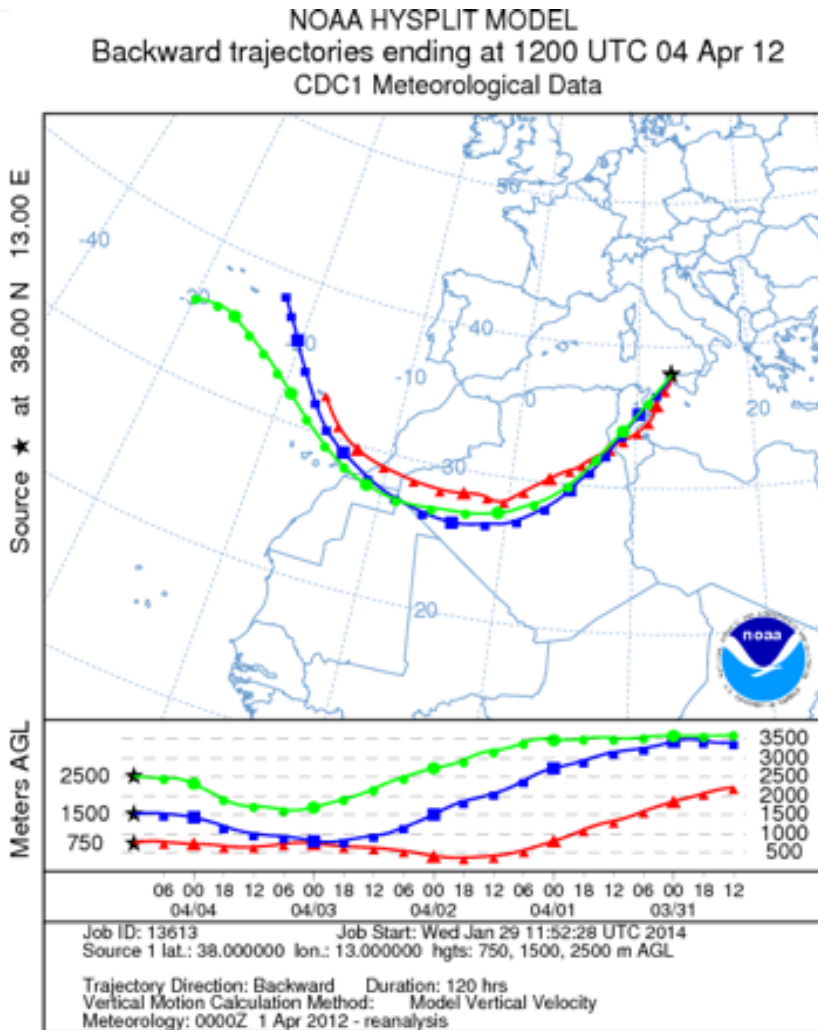 NOAA HYSPLIT MODEL
Backward trajectories ending at 1200 UTC 04 Apr 12
CDC1 Meteorological Data
Source ★ at 38.00 N 13.00 E
50
-40
-30
40
-10
0
20
30
20
noaa
Meters AGL
3500
3000
2500 2500
2000
1500 1500
1000
750 500
06 00 18 12 06 00 18 12 06 00 18 12 06 00 18 12 06 00 18 12
04/04 04/03 04/02 04/01 03/31
Job ID: 13613 Job Start: Wed Jan 29 11:52:28 UTC 2014
Source 1 lat.: 38.000000 lon.: 13.000000 hgts: 750, 1500, 2500 m AGL
Trajectory Direction: Backward Duration: 120 hrs
Vertical Motion Calculation Method: Model Vertical Velocity
Meteorology: 0000Z 1 Apr 2012 - reanalysis